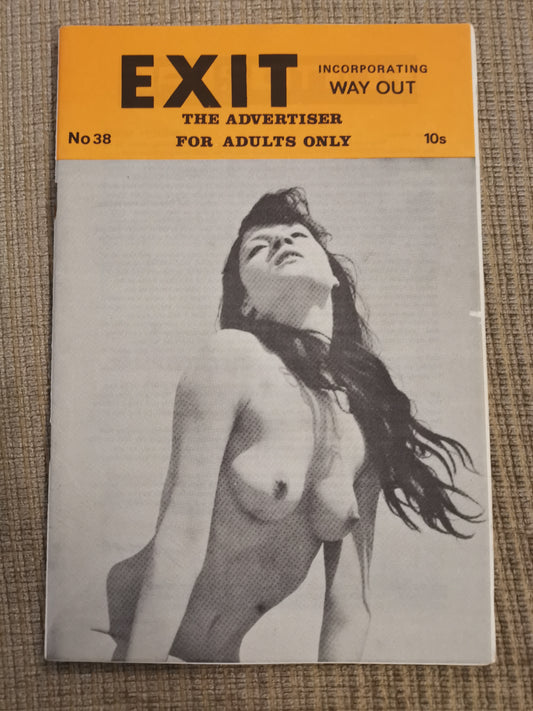 EXIT
INCORPORATING
WAY OUT
THE ADVERTISER
No 38
FOR ADULTS ONLY
10s